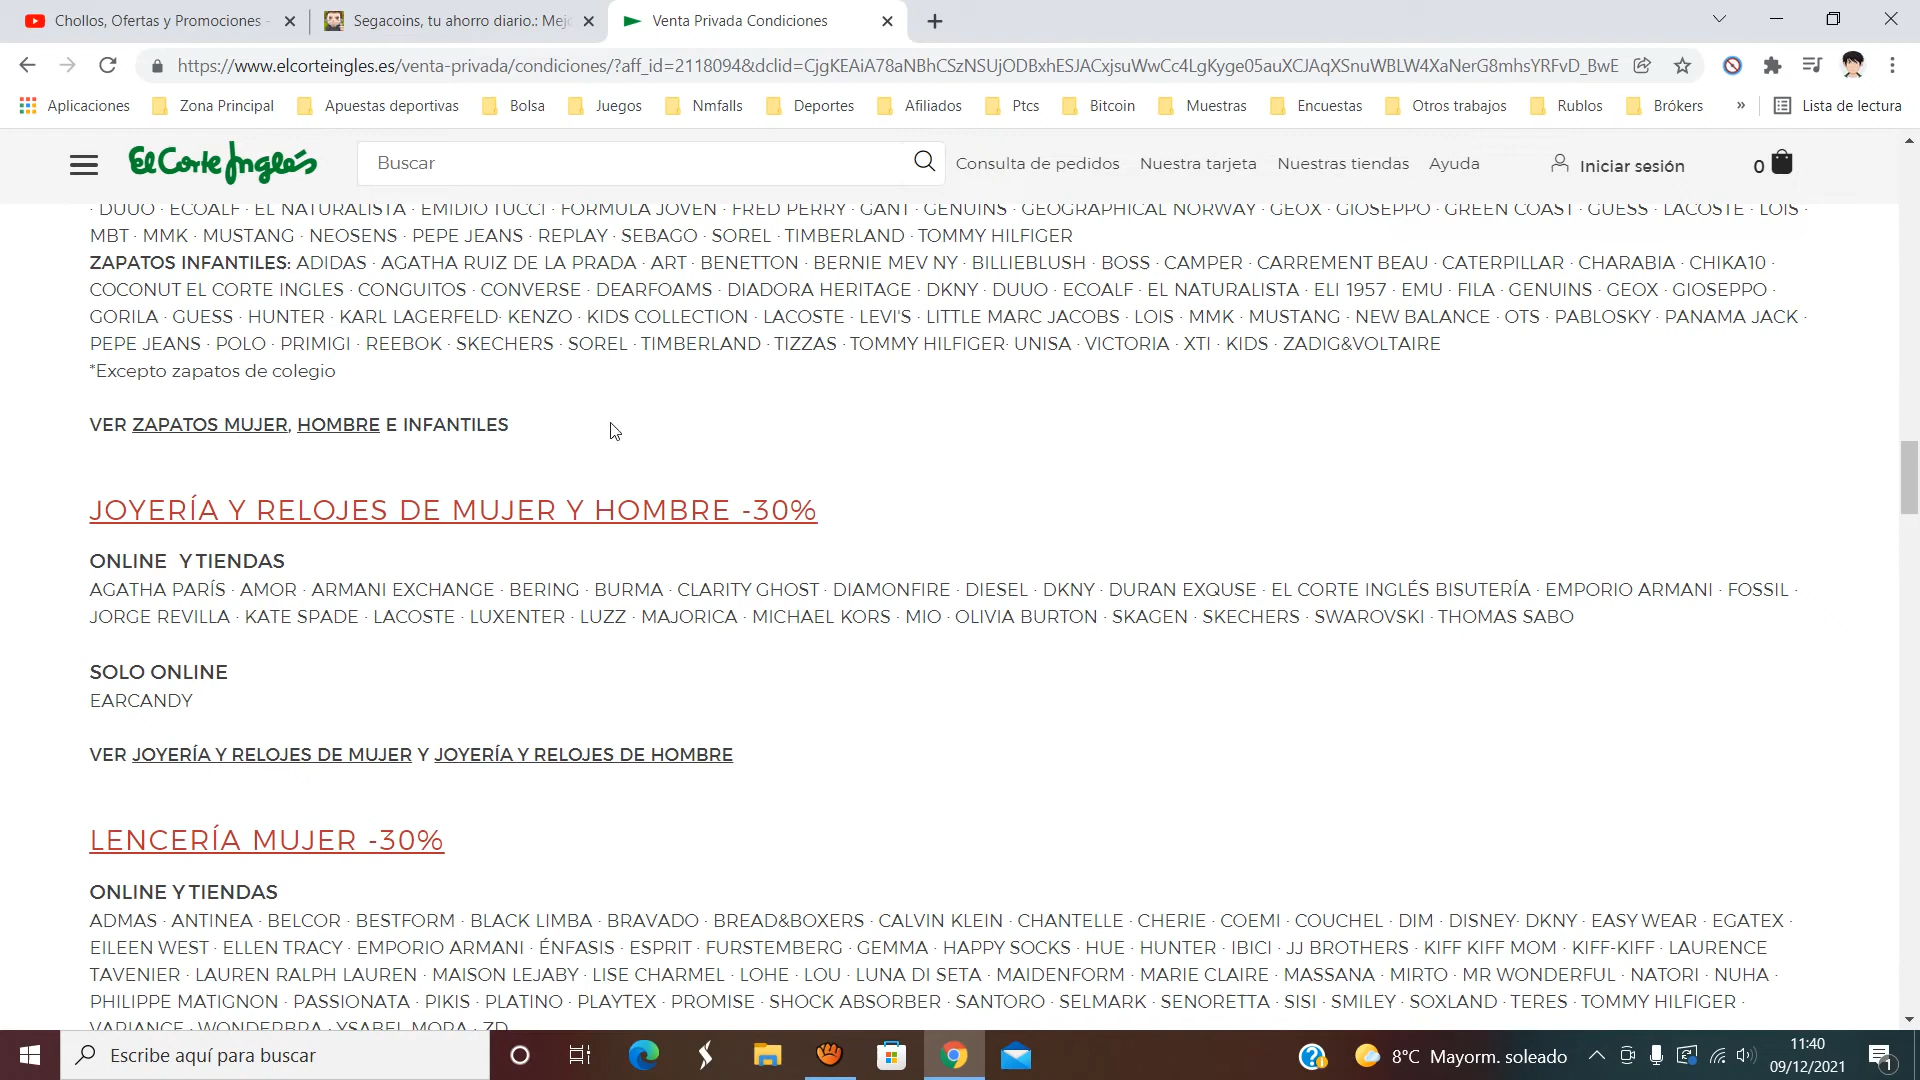 Chollos, Ofertas y Promociones -
Segacoins, tu ahorro diario.: Mejo
Venta Privada Condiciones
https://www.elcorteingles.es/venta-privada/condiciones/?aff_id=2118094&dclid=CjgKEAiA78aNBhCSzNSUjODBxhESJACxjsuWwCc4LgKyge05auXCJAqXSnuWBLW4XaNerG8mhsYRFvD_BwE
Aplicaciones Zona Principal Apuestas deportivas Bolsa Juegos Nmfalls Deportes Afiliados Ptcs Bitcoin Muestras Encuestas Otros trabajos Rublos Brókers » Lista de lectura
El Corte Inglés Buscar Consulta de pedidos Nuestra tarjeta Nuestras tiendas Ayuda Iniciar sesión 0
· DUUO · ECOALF · EL NATURALISTA · EMIDIO TUCCI · FORMULA JOVEN · FRED PERRY · GANT · GENUINS · GEOGRAPHICAL NORWAY · GEOX · GIOSEPPO · GREEN COAST · GUESS · LACOSTE · LOIS ·
MBT · MMK · MUSTANG · NEOSENS · PEPE JEANS · REPLAY · SEBAGO · SOREL · TIMBERLAND · TOMMY HILFIGER
ZAPATOS INFANTILES: ADIDAS · AGATHA RUIZ DE LA PRADA · ART · BENETTON · BERNIE MEV NY · BILLIEBLUSH · BOSS · CAMPER · CARREMENT BEAU · CATERPILLAR · CHARABIA · CHIKA10 ·
COCONUT EL CORTE INGLES · CONGUITOS · CONVERSE · DEARFOAMS · DIADORA HERITAGE · DKNY · DUUO · ECOALF · EL NATURALISTA · ELI 1957 · EMU · FILA · GENUINS · GEOX · GIOSEPPO ·
GORILA · GUESS · HUNTER · KARL LAGERFELD· KENZO · KIDS COLLECTION · LACOSTE · LEVI'S · LITTLE MARC JACOBS · LOIS · MMK · MUSTANG · NEW BALANCE · OTS · PABLOSKY · PANAMA JACK ·
PEPE JEANS · POLO · PRIMIGI · REEBOK · SKECHERS · SOREL · TIMBERLAND · TIZZAS · TOMMY HILFIGER· UNISA · VICTORIA · XTI · KIDS · ZADIG&VOLTAIRE
*Excepto zapatos de colegio
VER ZAPATOS MUJER, HOMBRE E INFANTILES
JOYERÍA Y RELOJES DE MUJER Y HOMBRE -30%
ONLINE Y TIENDAS
AGATHA PARÍS · AMOR · ARMANI EXCHANGE · BERING · BURMA · CLARITY GHOST · DIAMONFIRE · DIESEL · DKNY · DURAN EXQUSE · EL CORTE INGLÉS BISUTERÍA · EMPORIO ARMANI · FOSSIL ·
JORGE REVILLA · KATE SPADE · LACOSTE · LUXENTER · LUZZ · MAJORICA · MICHAEL KORS · MIO · OLIVIA BURTON · SKAGEN · SKECHERS · SWAROVSKI · THOMAS SABO
SOLO ONLINE
EARCANDY
VER JOYERÍA Y RELOJES DE MUJER Y JOYERÍA Y RELOJES DE HOMBRE
LENCERÍA MUJER -30%
ONLINE Y TIENDAS
ADMAS · ANTINEA · BELCOR · BESTFORM · BLACK LIMBA · BRAVADO · BREAD&BOXERS · CALVIN KLEIN · CHANTELLE · CHERIE · COEMI · COUCHEL · DIM · DISNEY· DKNY · EASY WEAR · EGATEX ·
EILEEN WEST · ELLEN TRACY · EMPORIO ARMANI · ÉNFASIS · ESPRIT · FURSTEMBERG · GEMMA · HAPPY SOCKS · HUE · HUNTER · IBICI · JJ BROTHERS · KIFF KIFF MOM · KIFF-KIFF · LAURENCE
TAVENIER · LAUREN RALPH LAUREN · MAISON LEJABY · LISE CHARMEL · LOHE · LOU · LUNA DI SETA · MAIDENFORM · MARIE CLAIRE · MASSANA · MIRTO · MR WONDERFUL · NATORI · NUHA ·
PHILIPPE MATIGNON · PASSIONATA · PIKIS · PLATINO · PLAYTEX · PROMISE · SHOCK ABSORBER · SANTORO · SELMARK · SENORETTA · SISI · SMILEY · SOXLAND · TERES · TOMMY HILFIGER ·
VARIANCE · WONDERBRA · YSABEL MORA · ZD
Escribe aquí para buscar
8°C Mayorm. soleado
11:40
09/12/2021
1